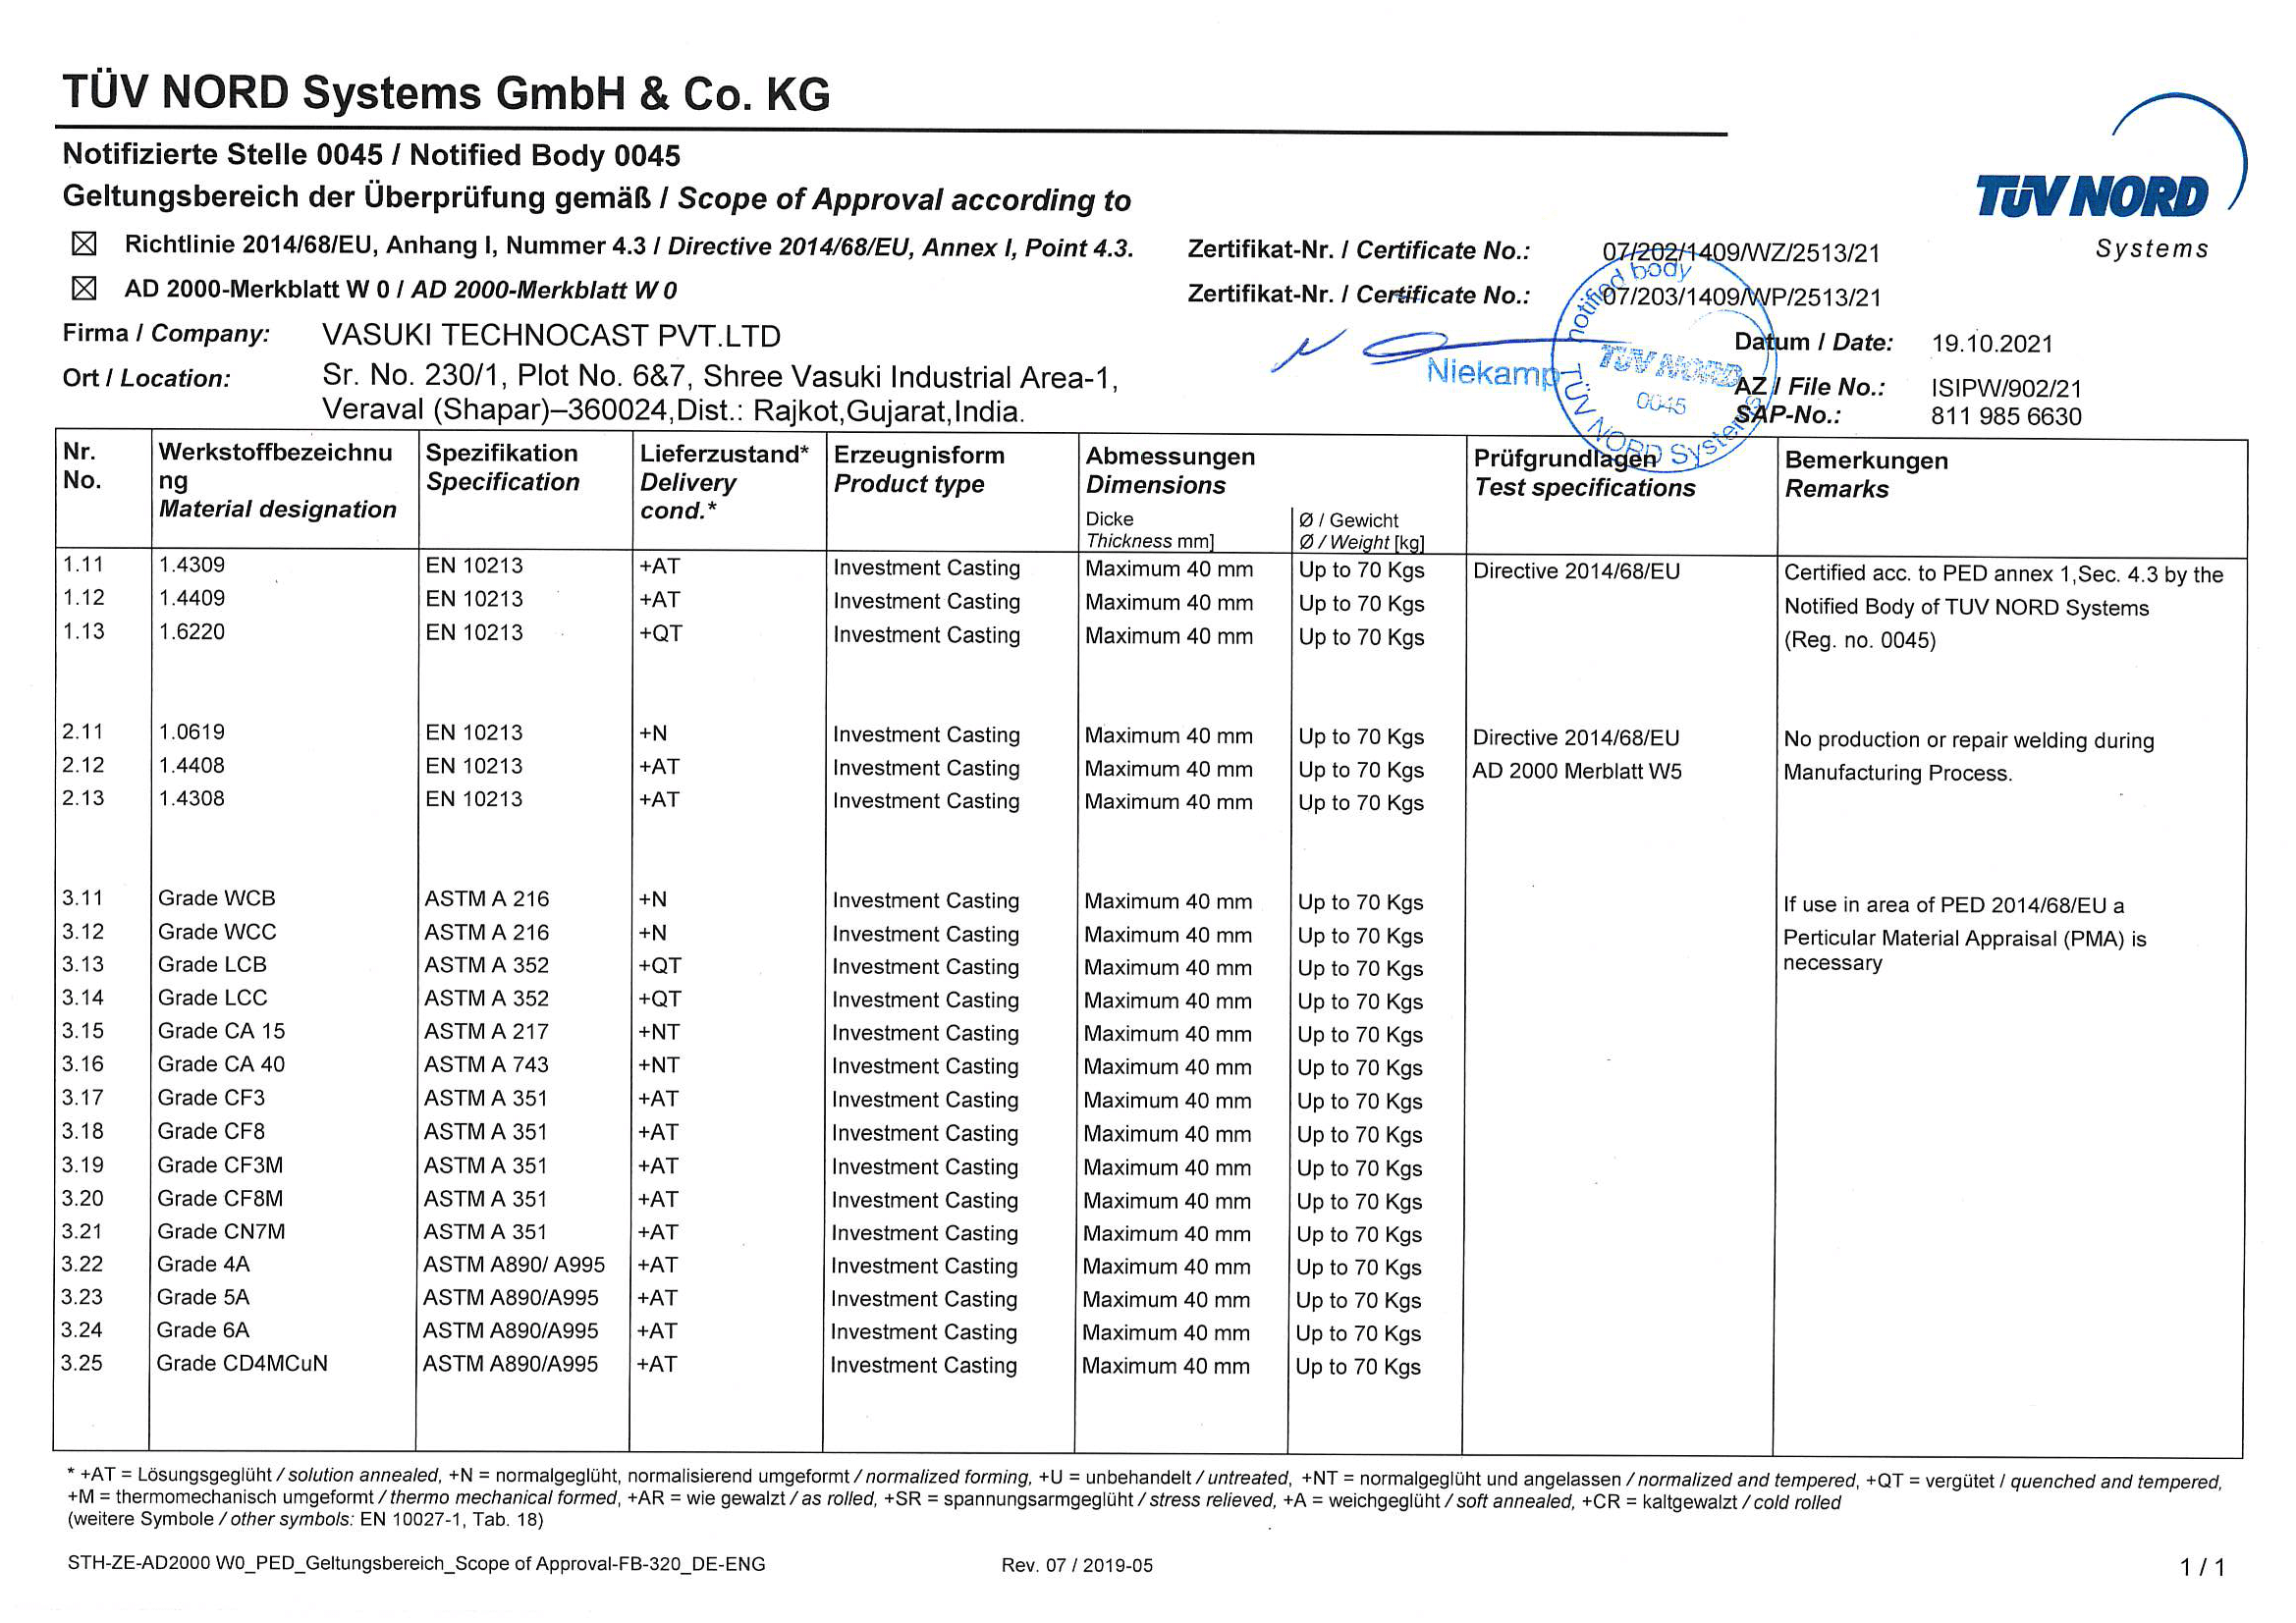 TÜV NORD Systems GmbH & Co. KG
Notifizierte Stelle 0045 / Notified Body 0045
Geltungsbereich der Überprüfung gemäß / Scope of Approval according to
TÜV NORD
Systems
☒ Richtlinie 2014/68/EU, Anhang I, Nummer 4.3 / Directive 2014/68/EU, Annex I, Point 4.3. Zertifikat-Nr. / Certificate No.: 07/202/1409/WZ/2513/21
☒ AD 2000-Merkblatt W 0 / AD 2000-Merkblatt W 0 Zertifikat-Nr. / Certificate No.: 07/203/1409/WP/2513/21
Firma / Company: VASUKI TECHNOCAST PVT.LTD Datum / Date: 19.10.2021
Ort / Location: Sr. No. 230/1, Plot No. 6&7, Shree Vasuki Industrial Area-1, AZ / File No.: ISIPW/902/21
Veraval (Shapar)–360024,Dist.: Rajkot,Gujarat,India. SAP-No.: 811 985 6630
Niekamp
notified body
TÜV NORD
0045
TÜV NORD Systems
Nr. Werkstoffbezeichnu Spezifikation Lieferzustand* Erzeugnisform Abmessungen Prüfgrundlagen Bemerkungen
No. ng Specification Delivery Product type Dimensions Test specifications Remarks
Material designation cond.*
Dicke Ø / Gewicht
Thickness mm] Ø / Weight [kg]
1.11 1.4309 EN 10213 +AT Investment Casting Maximum 40 mm Up to 70 Kgs Directive 2014/68/EU Certified acc. to PED annex 1,Sec. 4.3 by the
1.12 1.4409 EN 10213 +AT Investment Casting Maximum 40 mm Up to 70 Kgs Notified Body of TUV NORD Systems
1.13 1.6220 EN 10213 +QT Investment Casting Maximum 40 mm Up to 70 Kgs (Reg. no. 0045)
2.11 1.0619 EN 10213 +N Investment Casting Maximum 40 mm Up to 70 Kgs Directive 2014/68/EU No production or repair welding during
2.12 1.4408 EN 10213 +AT Investment Casting Maximum 40 mm Up to 70 Kgs AD 2000 Merblatt W5 Manufacturing Process.
2.13 1.4308 EN 10213 +AT Investment Casting Maximum 40 mm Up to 70 Kgs
3.11 Grade WCB ASTM A 216 +N Investment Casting Maximum 40 mm Up to 70 Kgs If use in area of PED 2014/68/EU a
3.12 Grade WCC ASTM A 216 +N Investment Casting Maximum 40 mm Up to 70 Kgs Perticular Material Appraisal (PMA) is
3.13 Grade LCB ASTM A 352 +QT Investment Casting Maximum 40 mm Up to 70 Kgs necessary
3.14 Grade LCC ASTM A 352 +QT Investment Casting Maximum 40 mm Up to 70 Kgs
3.15 Grade CA 15 ASTM A 217 +NT Investment Casting Maximum 40 mm Up to 70 Kgs
3.16 Grade CA 40 ASTM A 743 +NT Investment Casting Maximum 40 mm Up to 70 Kgs
3.17 Grade CF3 ASTM A 351 +AT Investment Casting Maximum 40 mm Up to 70 Kgs
3.18 Grade CF8 ASTM A 351 +AT Investment Casting Maximum 40 mm Up to 70 Kgs
3.19 Grade CF3M ASTM A 351 +AT Investment Casting Maximum 40 mm Up to 70 Kgs
3.20 Grade CF8M ASTM A 351 +AT Investment Casting Maximum 40 mm Up to 70 Kgs
3.21 Grade CN7M ASTM A 351 +AT Investment Casting Maximum 40 mm Up to 70 Kgs
3.22 Grade 4A ASTM A890/ A995 +AT Investment Casting Maximum 40 mm Up to 70 Kgs
3.23 Grade 5A ASTM A890/A995 +AT Investment Casting Maximum 40 mm Up to 70 Kgs
3.24 Grade 6A ASTM A890/A995 +AT Investment Casting Maximum 40 mm Up to 70 Kgs
3.25 Grade CD4MCuN ASTM A890/A995 +AT Investment Casting Maximum 40 mm Up to 70 Kgs
* +AT = Lösungsgeglüht / solution annealed, +N = normalgeglüht, normalisierend umgeformt / normalized forming, +U = unbehandelt / untreated, +NT = normalgeglüht und angelassen / normalized and tempered, +QT = vergütet / quenched and tempered,
+M = thermomechanisch umgeformt / thermo mechanical formed, +AR = wie gewalzt / as rolled, +SR = spannungsarmgeglüht / stress relieved, +A = weichgeglüht / soft annealed, +CR = kaltgewalzt / cold rolled
(weitere Symbole / other symbols: EN 10027-1, Tab. 18)
STH-ZE-AD2000 W0_PED_Geltungsbereich_Scope of Approval-FB-320_DE-ENG Rev. 07 / 2019-05 1 / 1